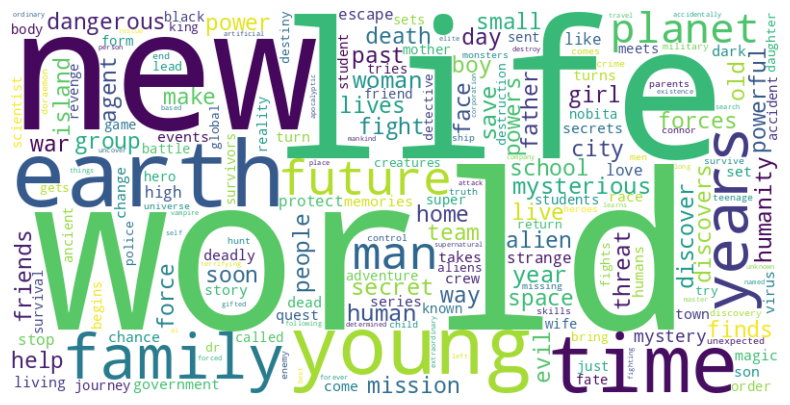 new
life
world
earth
years
young
time
family
future
man
planet
ordinary
dangerous
black
power
escape
sets
death
day
sent
small
like
travel
accidentally
military
dark
body
king
form
lead
agent
destiny
student
past
tries
mother
elite
monsters
destroy
boy
comes
meets
crime
turns
old
daughter
scientist
doraemon
revenge
island
person
artificial
make
end
woman
friend
detective
lives
fight
face
save
corporation
destruction
powers
father
girl
parents
existence
powerful
accident
apocalyptic
group
game
events
global
reality
based
war
battle
turn
mankind
ship
nobita
secrets
forces
search
connor
uncover
hero
survivors
place
creatures
city
men
long
survive
set
humanity
things
change
gets
high
universe
protect
memories
super
truth
attack
school
company
mysterious
love
students
race
heroes
learns
discover
discovers
teenage
ancient
police
vampire
self
home
team
control
supernatural
live
return
alien
strange
friends
survival
deadly
hunt
terrifying
soon
story
people
adventure
takes
aliens
crew
missing
year
space
fights
threat
humans
try
unknown
named
master
virus
begins
force
gifted
quest
dead
following
secret
human
series
known
way
determined
child
skills
wife
bring
town
discovery
finds
unexpected
stop
chance
called
enemy
evil
mystery
help
dr
forced
best
forever
come
mission
extraordinary
left
just
fate
magic
son
fighting
order
living
journey
government